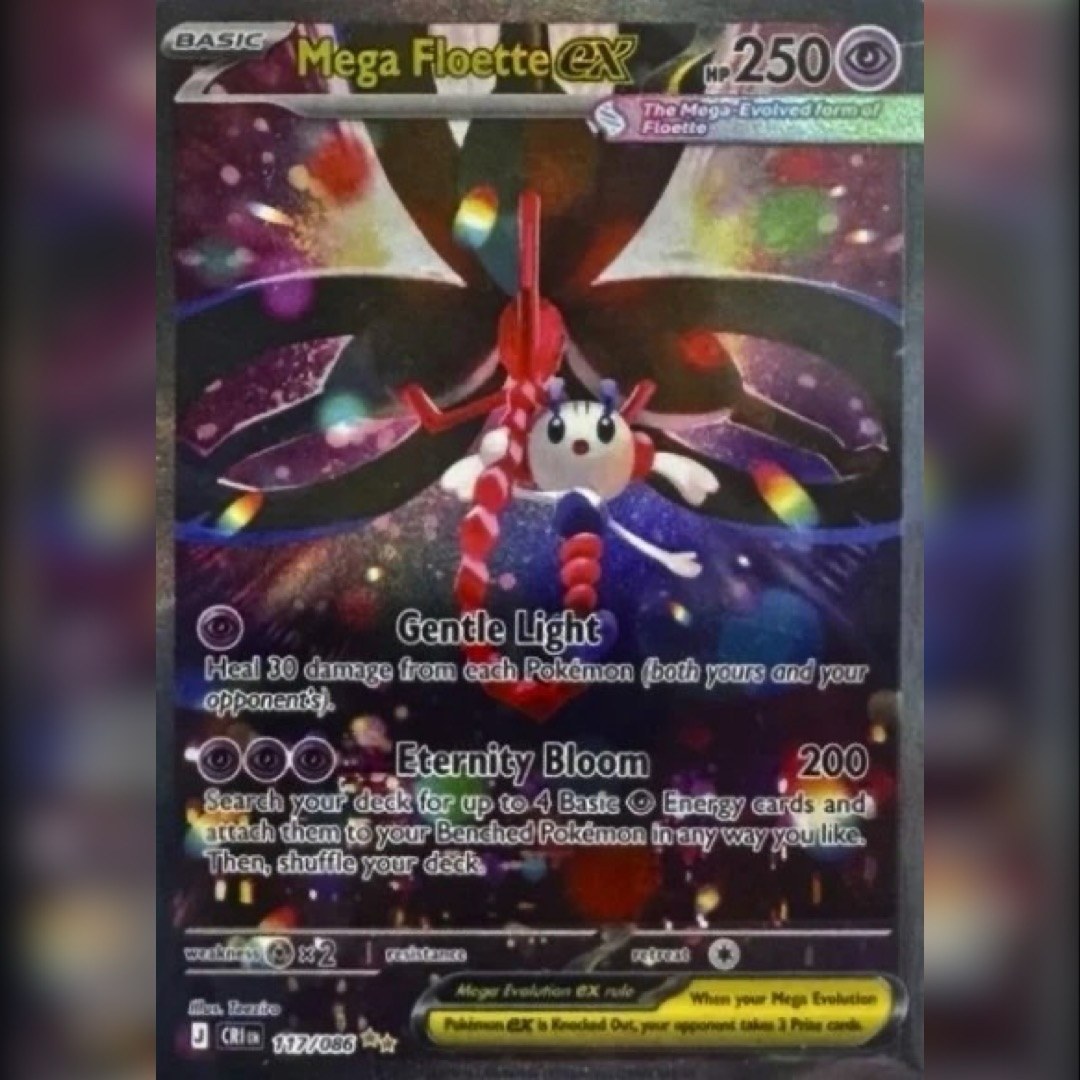 BASIC Mega Floette ex HP 250
The Mega-Evolved form of
Floette
Gentle Light
Heal 30 damage from each Pokémon (both yours and your
opponent's).
Eternity Bloom 200
Search your deck for up to 4 Basic Energy cards and
attach them to your Benched Pokémon in any way you like.
Then, shuffle your deck.
weakness ×2 resistance retreat
Mega Evolution ex rule When your Mega Evolution
Pokémon ex is Knocked Out, your opponent takes 3 Prize cards.
Illus. Teeziro
J CRI EN 117/086